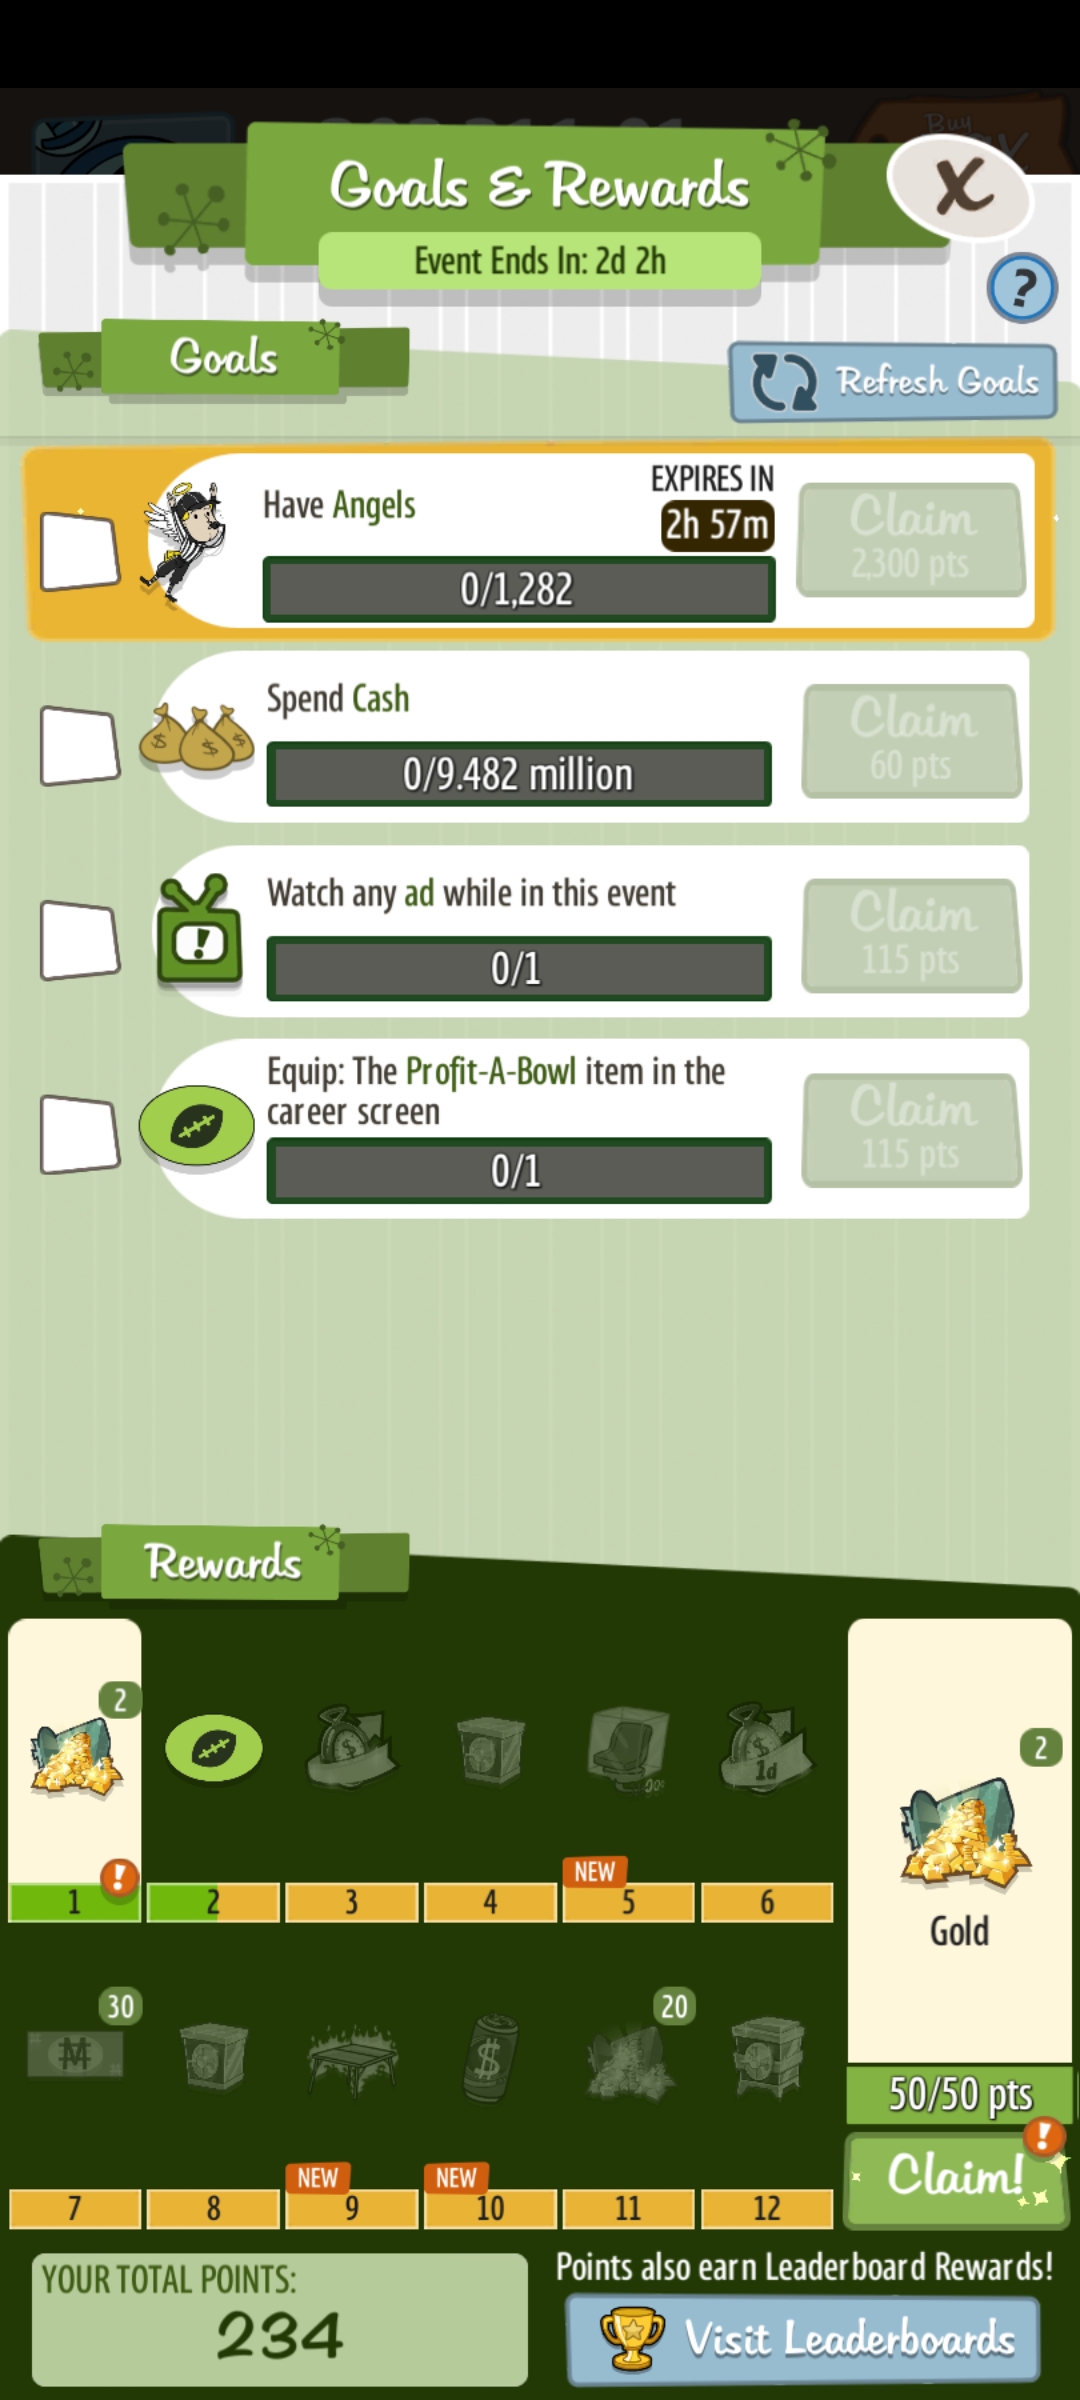 Buy
Goals & Rewards
X
Event Ends In: 2d 2h
?
Goals
Refresh Goals
Have Angels
EXPIRES IN
2h 57m
0/1,282
Claim
2,300 pts
Spend Cash
0/9.482 million
Claim
60 pts
Watch any ad while in this event
0/1
Claim
115 pts
Equip: The Profit-A-Bowl item in the
career screen
0/1
Claim
115 pts
Rewards
2
1d
2
Gold
!
NEW
1
2
3
4
5
6
30
20
50/50 pts
!
Claim!
NEW
NEW
7
8
9
10
11
12
YOUR TOTAL POINTS:
234
Points also earn Leaderboard Rewards!
Visit Leaderboards